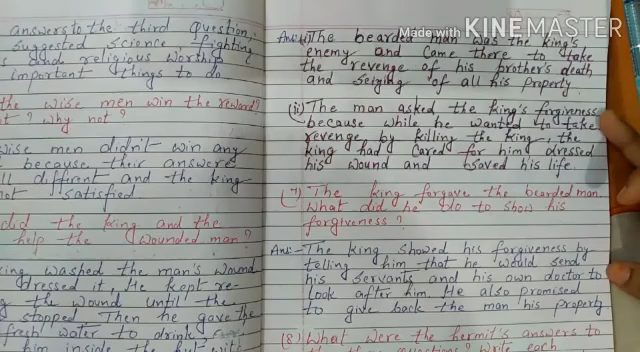 answers to the third question,
suggested science fighting
s and religious worship
important things to do
the wise men win the reward?
t? Why not?
wise men didn't win any
because their answers
ll different and the king
not satisfied
did the king and the
help the wounded man?
king washed the man's wound
dressed it, He kept re-
g the wound until the
stopped Then he gave the
fresh water to drink
him inside the hut with
Made with KINEMASTER
Ans:- (i) The bearded man was the king's
enemy and came there to take
the revenge of his brother's death
and seizing of all his property
(ii) The man asked the king's forgiveness
because while he wanted to take
revenge by killing the king, the
king had cared for him dressed
his wound and saved his life.
(7) The king forgave the bearded man.
What did he do to show his
forgiveness?
Ans:- The king showed his forgiveness by
telling him that he would send
his servants and his own doctor to
look after him. He also promised
to give back the man his property
(8) What were the hermit's answers to
questions? Write each